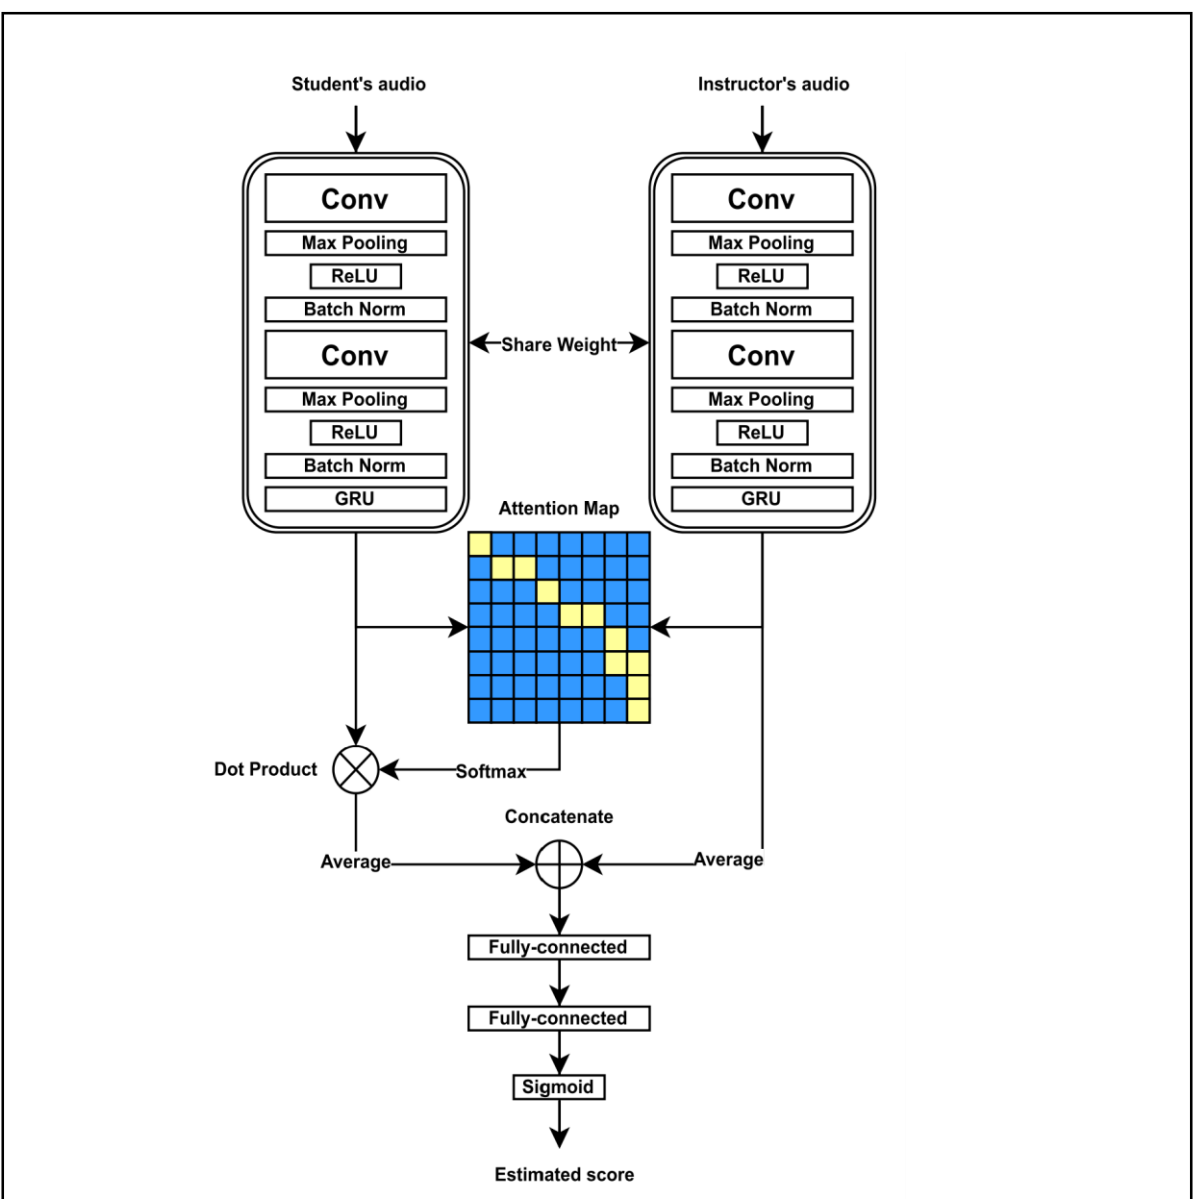 Student's audio
Instructor's audio
Conv
Max Pooling
ReLU
Batch Norm
Conv
Max Pooling
ReLU
Batch Norm
GRU
Share Weight
Conv
Max Pooling
ReLU
Batch Norm
Conv
Max Pooling
ReLU
Batch Norm
GRU
Attention Map
Dot Product
Softmax
Concatenate
Average
Average
Fully-connected
Fully-connected
Sigmoid
Estimated score